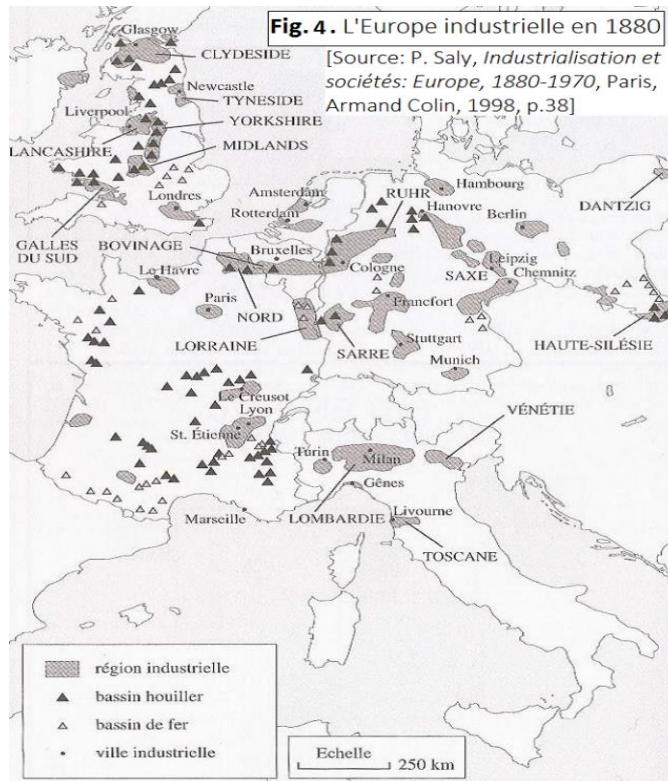 Fig. 4. L'Europe industrielle en 1880
[Source: P. Saly, Industrialisation et
sociétés: Europe, 1880-1970, Paris,
Armand Colin, 1998, p.38]
Glasgow
CLYDESIDE
Newcastle
TYNESIDE
Liverpool
YORKSHIRE
LANCASHIRE
MIDLANDS
Londres
GALLES
DU SUD
Amsterdam
Rotterdam
RUHR
Hambourg
Hanovre
Berlin
DANTZIG
BOVINAGE
Bruxelles
Cologne
Leipzig
SAXE
Chemnitz
Le Havre
Paris
NORD
Francfort
LORRAINE
SARRE
Stuttgart
Munich
HAUTE-SILÉSIE
Le Creusot
Lyon
St. Étienne
VÉNÉTIE
Turin
Milan
Gênes
Marseille
LOMBARDIE
Livourne
TOSCANE
région industrielle
bassin houiller
bassin de fer
ville industrielle
Echelle
250 km